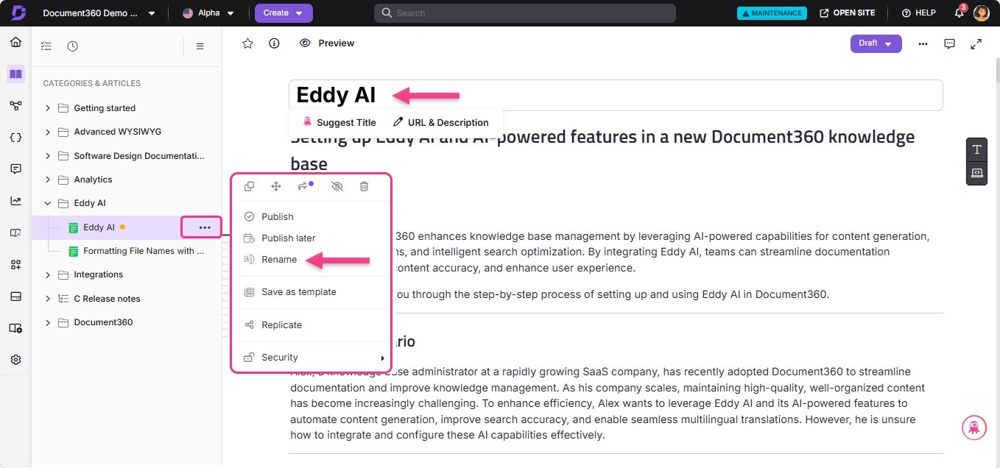 Document360 Demo ...
Alpha
Create
Search
MAINTENANCE
OPEN SITE
HELP
3
CATEGORIES & ARTICLES
Getting started
Advanced WYSIWYG
Software Design Documentati...
Analytics
Eddy AI
Eddy AI
Formatting File Names with ...
Integrations
C Release notes
Document360
Preview
Draft
Eddy AI
Suggest Title
URL & Description
Setting up Eddy AI and AI-powered features in a new Document360 knowledge
base
Publish
Publish later
Rename
Save as template
Replicate
Security
360 enhances knowledge base management by leveraging AI-powered capabilities for content generation,
ns, and intelligent search optimization. By integrating Eddy AI, teams can streamline documentation
content accuracy, and enhance user experience.
ou through the step-by-step process of setting up and using Eddy AI in Document360.
rio
Alex, a knowledge base administrator at a rapidly growing SaaS company, has recently adopted Document360 to streamline
documentation and improve knowledge management. As his company scales, maintaining high-quality, well-organized content
has become increasingly challenging. To enhance efficiency, Alex wants to leverage Eddy AI and its AI-powered features to
automate content generation, improve search accuracy, and enable seamless multilingual translations. However, he is unsure
how to integrate and configure these AI capabilities effectively.
T